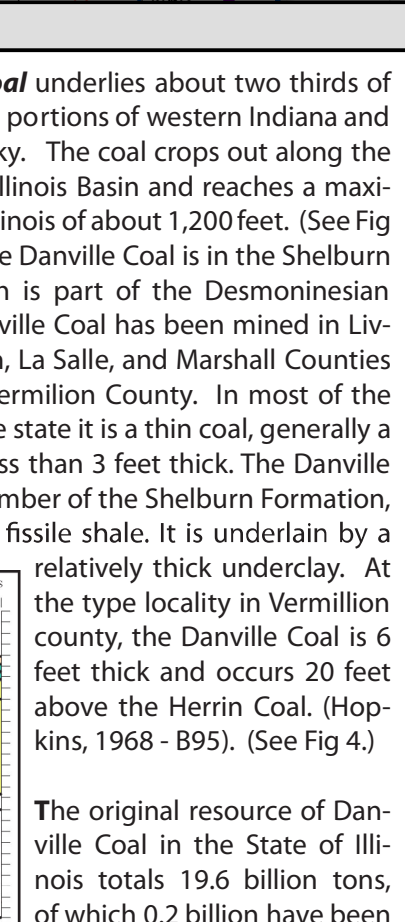 oal underlies about two thirds of
portions of western Indiana and
ky. The coal crops out along the
llinois Basin and reaches a maxi-
inois of about 1,200 feet. (See Fig
e Danville Coal is in the Shelburn
n is part of the Desmoninesian
ville Coal has been mined in Liv-
n, La Salle, and Marshall Counties
ermilion County. In most of the
e state it is a thin coal, generally a
ss than 3 feet thick. The Danville
mber of the Shelburn Formation,
fissile shale. It is underlain by a
relatively thick underclay. At
the type locality in Vermillion
county, the Danville Coal is 6
feet thick and occurs 20 feet
above the Herrin Coal. (Hop-
kins, 1968 - B95). (See Fig 4.)
The original resource of Dan-
ville Coal in the State of Illi-
nois totals 19.6 billion tons,
of which 0.2 billion have been